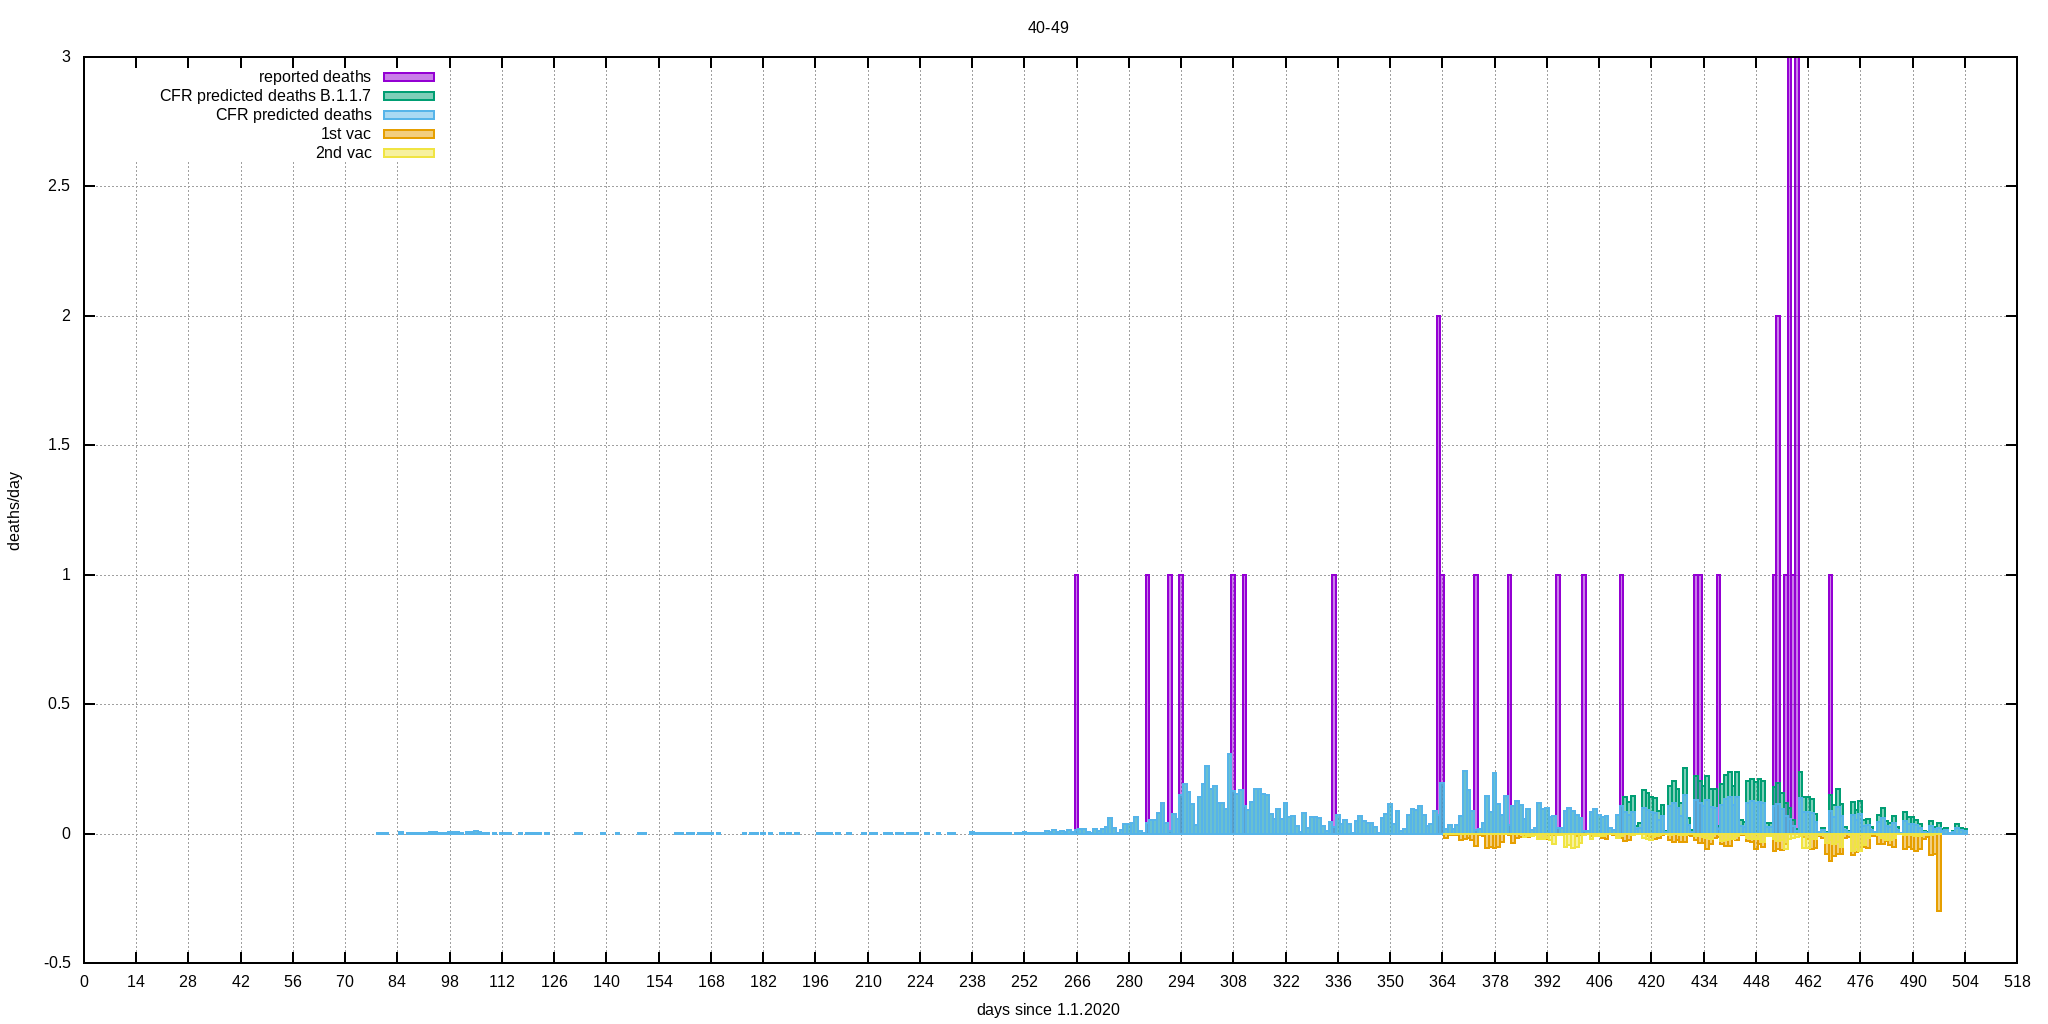 40-49
reported deaths
CFR predicted deaths B.1.1.7
CFR predicted deaths
1st vac
2nd vac
3
2.5
2
1.5
1
0.5
0
-0.5
deaths/day
0 14 28 42 56 70 84 98 112 126 140 154 168 182 196 210 224 238 252 266 280 294 308 322 336 350 364 378 392 406 420 434 448 462 476 490 504 518
days since 1.1.2020